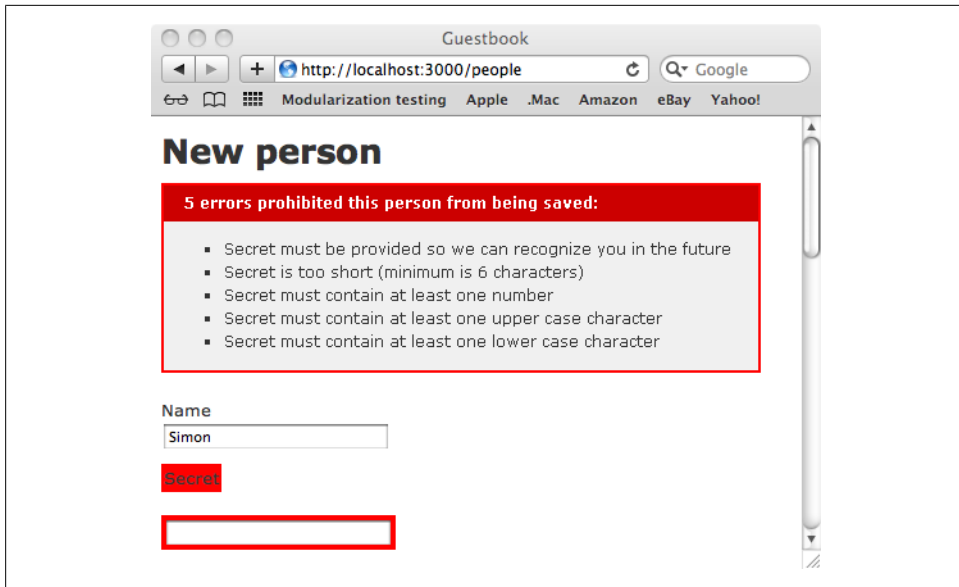 Guestbook
http://localhost:3000/people
Google
Modularization testing Apple .Mac Amazon eBay Yahoo!
New person
5 errors prohibited this person from being saved:
Secret must be provided so we can recognize you in the future
Secret is too short (minimum is 6 characters)
Secret must contain at least one number
Secret must contain at least one upper case character
Secret must contain at least one lower case character
Name
Simon
Secret